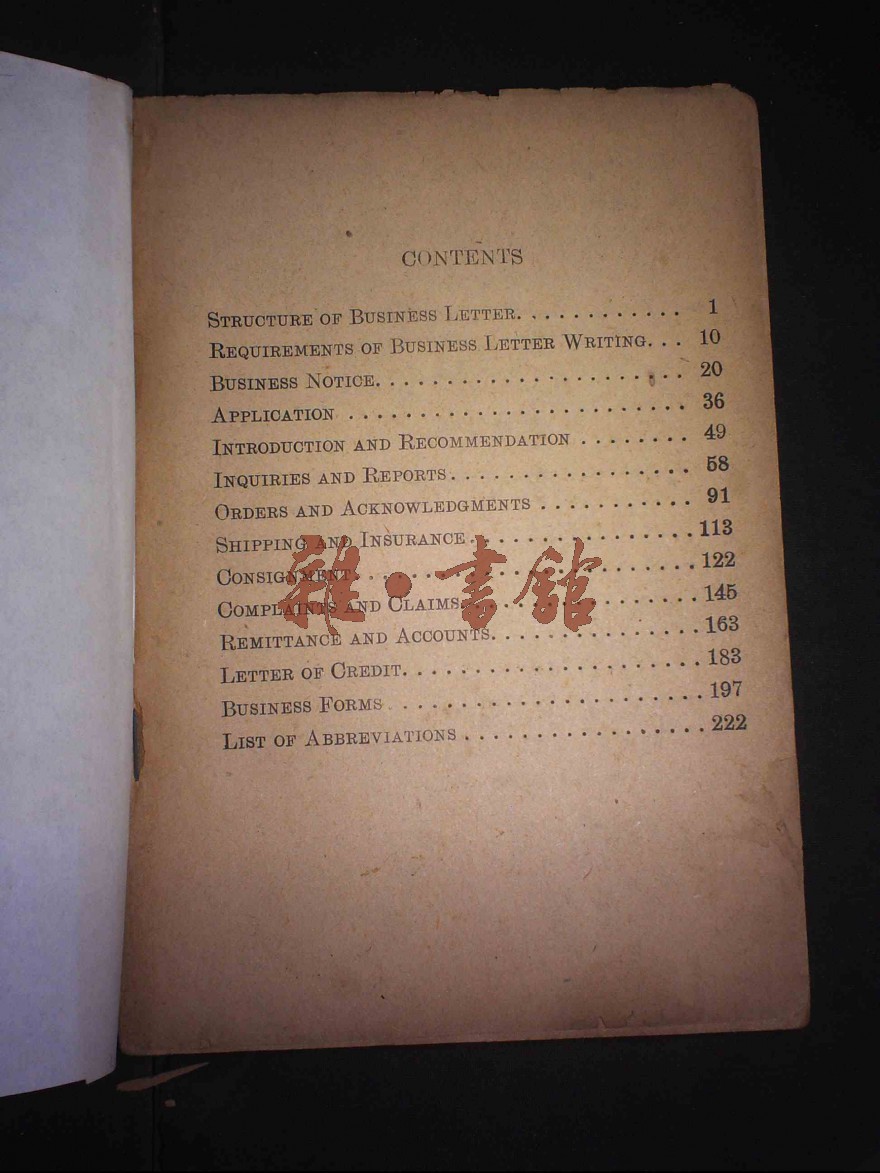 CONTENTS
STRUCTURE OF BUSINESS LETTER. . . . . . . . . . . . 1
REQUIREMENTS OF BUSINESS LETTER WRITING. . . 10
BUSINESS NOTICE. . . . . . . . . . . . . . . . . . . . . . 20
APPLICATION . . . . . . . . . . . . . . . . . . . . . . . . 36
INTRODUCTION AND RECOMMENDATION . . . . . . . . 49
INQUIRIES AND REPORTS. . . . . . . . . . . . . . . . . 58
ORDERS AND ACKNOWLEDGMENTS . . . . . . . . . . . 91
SHIPPING AND INSURANCE . . . . . . . . . . . . . . . . 113
CONSIGNMENT. . . . . . . . . . . . . . . . . . . . . . . . 122
雜·書館
COMPLAINTS AND CLAIMS. . . . . . . . . . . . . . . . . 145
REMITTANCE AND ACCOUNTS. . . . . . . . . . . . . . . 163
LETTER OF CREDIT. . . . . . . . . . . . . . . . . . . . . 183
BUSINESS FORMS . . . . . . . . . . . . . . . . . . . . . . 197
LIST OF ABBREVIATIONS . . . . . . . . . . . . . . . . . 222